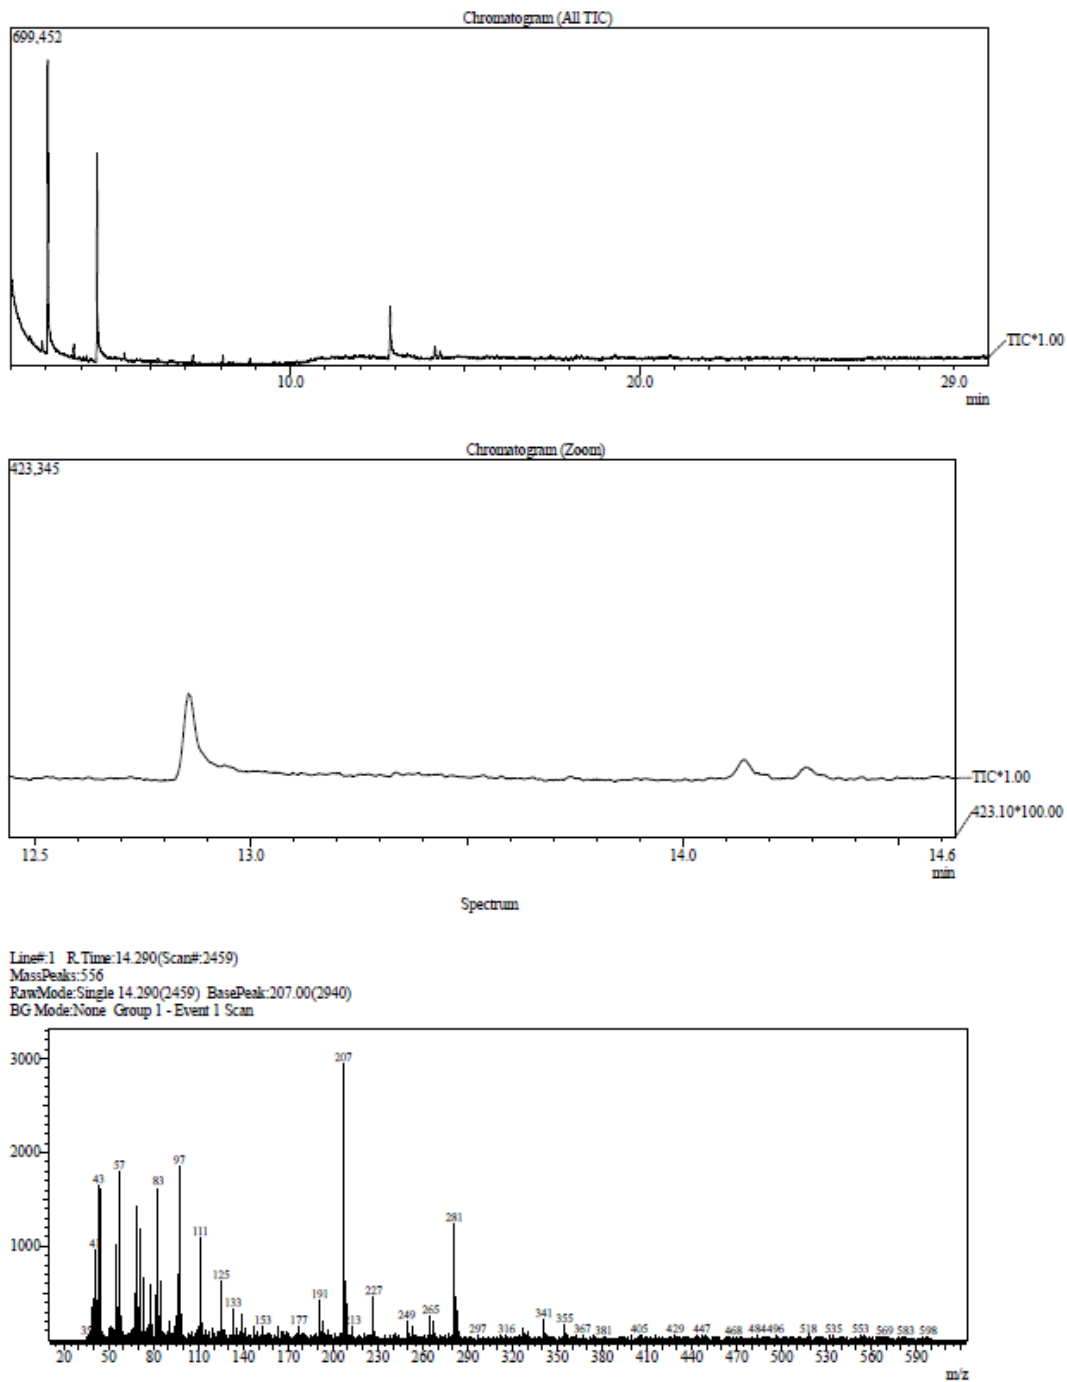 Chromatogram (All TIC)
699,452
TIC*1.00
10.0 20.0 29.0
min
Chromatogram (Zoom)
423,345
TIC*1.00
423.10*100.00
12.5 13.0 14.0 14.6
min
Spectrum
Line#:1 R.Time:14.290(Scan#:2459)
MassPeaks:556
RawMode:Single 14.290(2459) BasePeak:207.00(2940)
BG Mode:None Group 1 - Event 1 Scan
3000
207
2000
97
57
43
83
281
111
1000
41
125
227
191
133
265
341
249
355
153 177 213
297 316 367 381 405 429 447 468 484 496 518 535 553 569 583 598
20 50 80 110 140 170 200 230 260 290 320 350 380 410 440 470 500 530 560 590
m/z